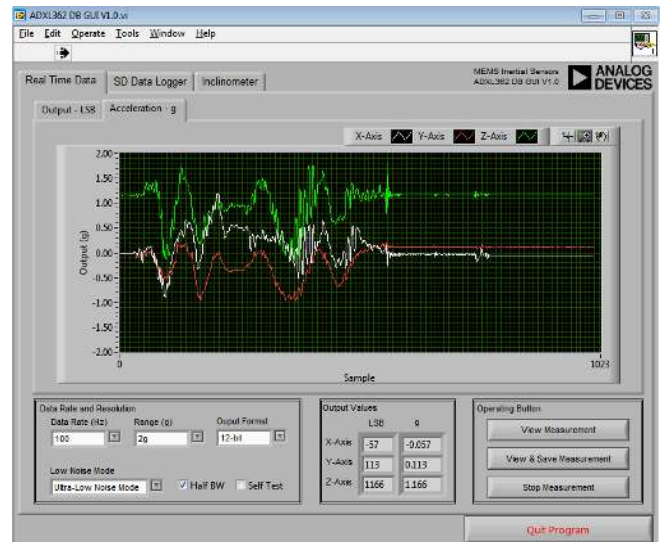 ADXL362 DB GUI V1.0.vi
File Edit Operate Tools Window Help
Real Time Data SD Data Logger Inclinometer
MEMS Inertial Sensors
ADXL362 DB GUI V1.0
ANALOG
DEVICES
Output - LSB Acceleration - g
X-Axis Y-Axis Z-Axis
2.00
1.50
1.00
0.50
0.00
-0.50
-1.00
-1.50
-2.00
Output (g)
0 1023
Sample
Data Rate and Resolution
Data Rate (Hz) Range (g) Ouput Format
100 2g 12-bit
Low Noise Mode
Ultra-Low Noise Mode Half BW Self Test
Output Values
LSB g
X-Axis -57 -0.057
Y-Axis 113 0.113
Z-Axis 1166 1.166
Operating Button
View Measurement
View & Save Measurement
Stop Measurement
Quit Program